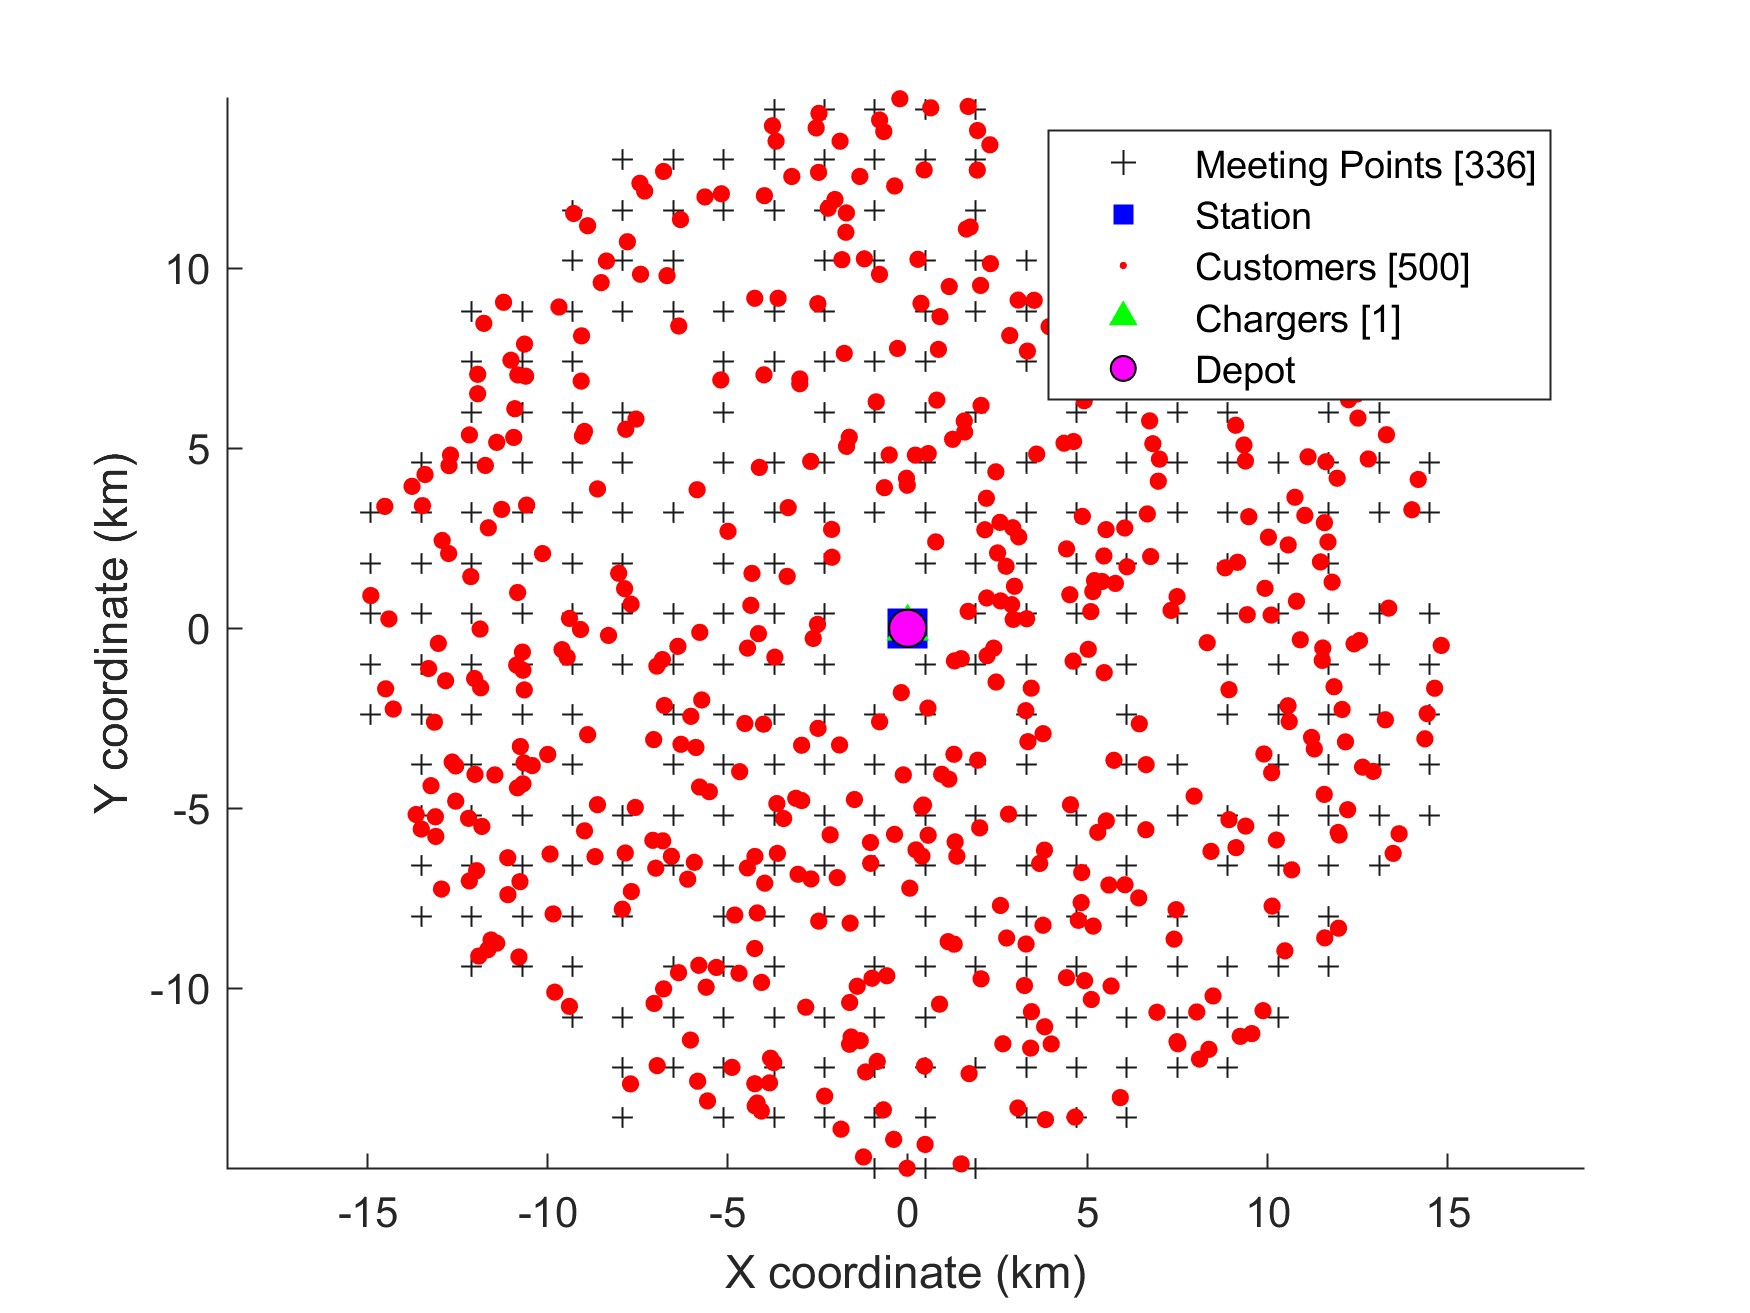 Meeting Points [336]
Station
Customers [500]
Chargers [1]
Depot
10
5
0
-5
-10
Y coordinate (km)
-15 -10 -5 0 5 10 15
X coordinate (km)